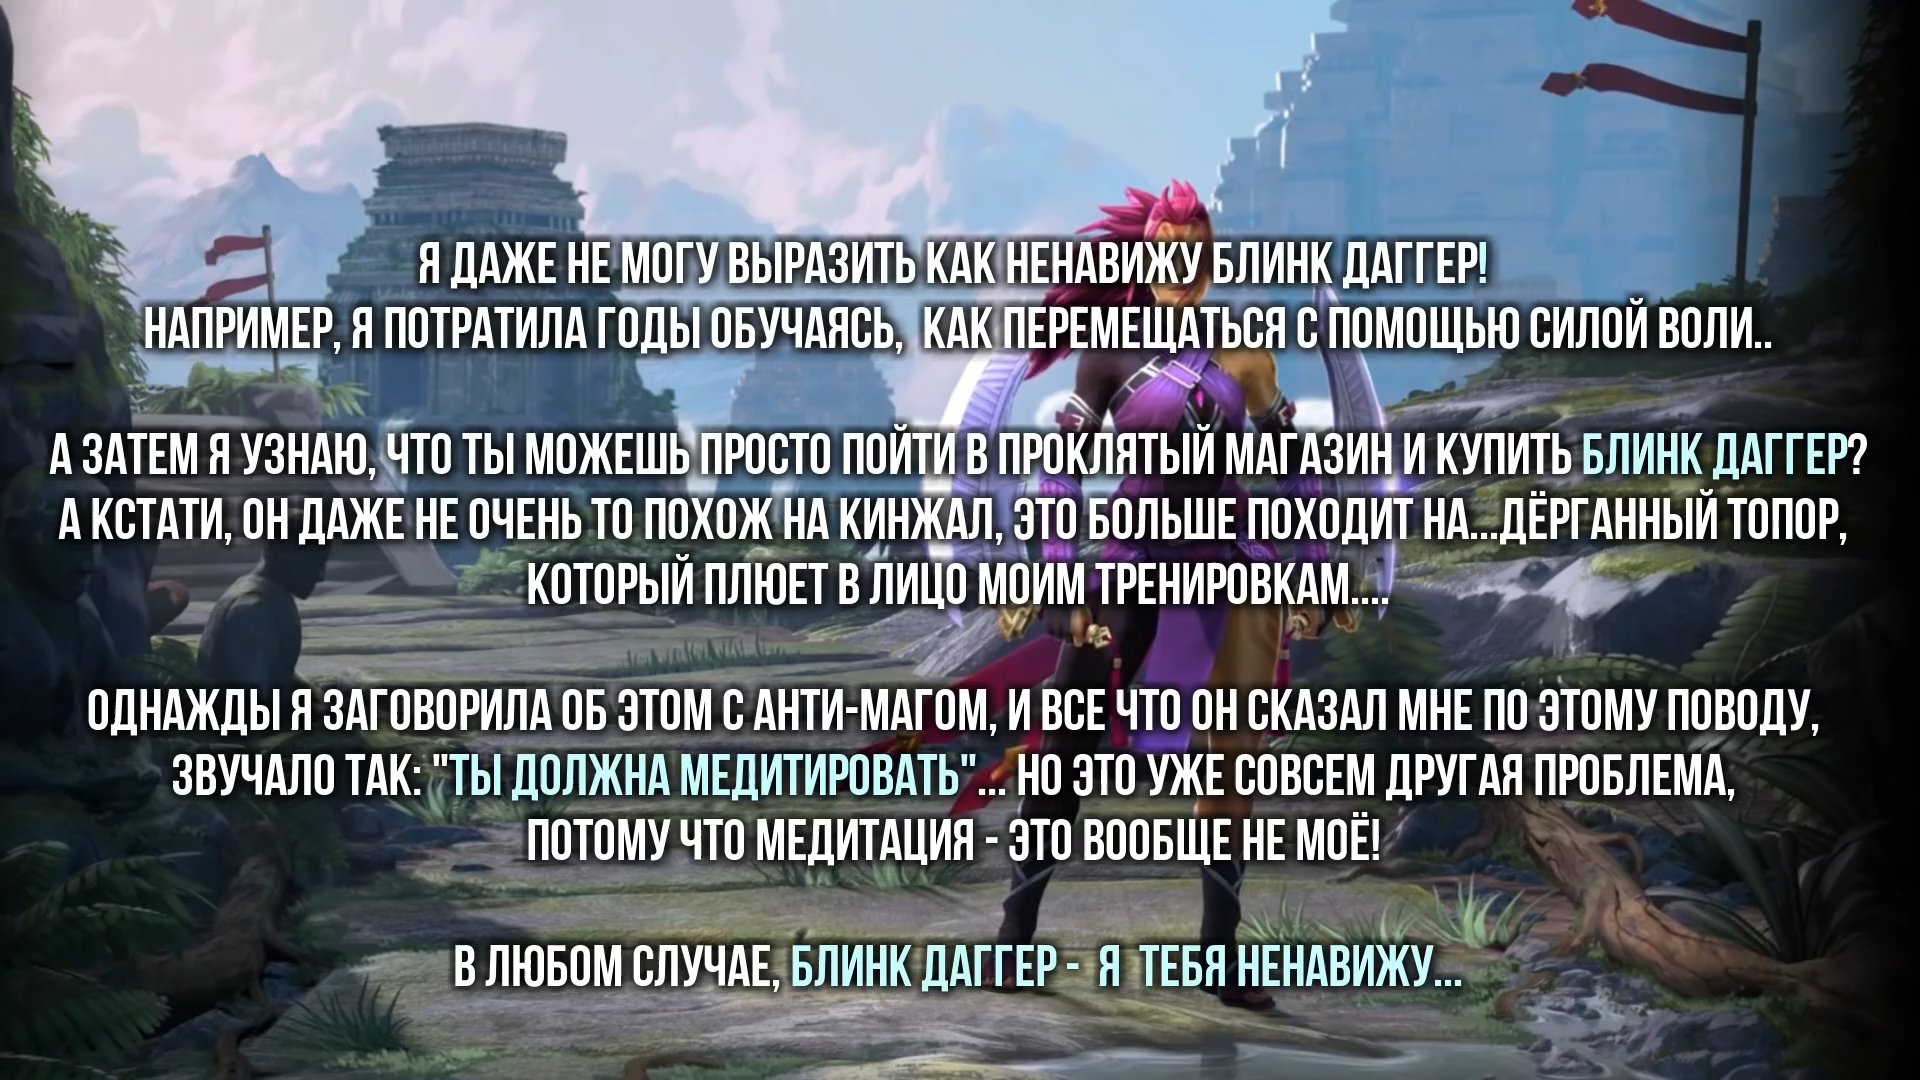 Я ДАЖЕ НЕ МОГУ ВЫРАЗИТЬ КАК НЕНАВИЖУ БЛИНК ДАГГЕР!
НАПРИМЕР, Я ПОТРАТИЛА ГОДЫ ОБУЧАЯСЬ, КАК ПЕРЕМЕЩАТЬСЯ С ПОМОЩЬЮ СИЛОЙ ВОЛИ..
А ЗАТЕМ Я УЗНАЮ, ЧТО ТЫ МОЖЕШЬ ПРОСТО ПОЙТИ В ПРОКЛЯТЫЙ МАГАЗИН И КУПИТЬ БЛИНК ДАГГЕР?
А КСТАТИ, ОН ДАЖЕ НЕ ОЧЕНЬ ТО ПОХОЖ НА КИНЖАЛ, ЭТО БОЛЬШЕ ПОХОДИТ НА...ДЁРГАННЫЙ ТОПОР,
КОТОРЫЙ ПЛЮЕТ В ЛИЦО МОИМ ТРЕНИРОВКАМ....
ОДНАЖДЫ Я ЗАГОВОРИЛА ОБ ЭТОМ С АНТИ-МАГОМ, И ВСЕ ЧТО ОН СКАЗАЛ МНЕ ПО ЭТОМУ ПОВОДУ,
ЗВУЧАЛО ТАК: "ТЫ ДОЛЖНА МЕДИТИРОВАТЬ"... НО ЭТО УЖЕ СОВСЕМ ДРУГАЯ ПРОБЛЕМА,
ПОТОМУ ЧТО МЕДИТАЦИЯ - ЭТО ВООБЩЕ НЕ МОЁ!
В ЛЮБОМ СЛУЧАЕ, БЛИНК ДАГГЕР - Я ТЕБЯ НЕНАВИЖУ...